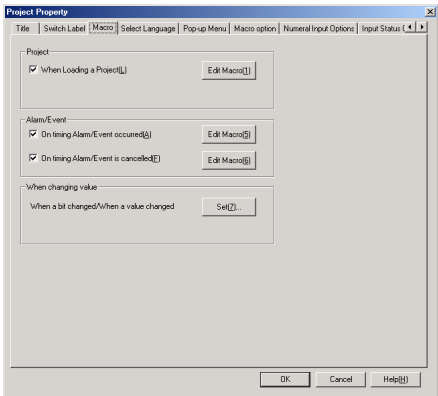 Project Property
Title Switch Label Macro Select Language Pop-up Menu Macro option Numeral Input Options Input Status
Project
When Loading a Project(L) Edit Macro(1)
Alarm/Event
On timing Alarm/Event occurred(A) Edit Macro(5)
On timing Alarm/Event is cancelled(F) Edit Macro(6)
When changing value
When a bit changed/When a value changed Set(7)...
OK Cancel Help(H)